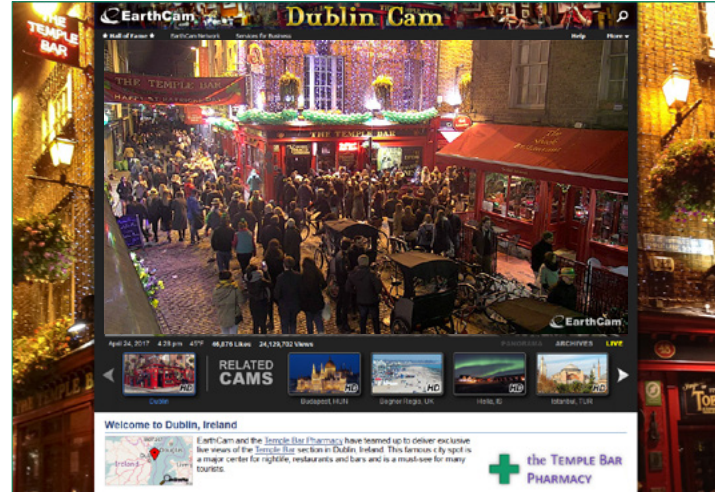 THE
TEMPLE
BAR
EarthCam
Dublin Cam
★ Hall of Fame ★ EarthCam Network Services for Business Help More
THE TEMPLE BAR
THE TEMPLE BAR
EarthCam
April 24, 2017 4:28 pm 47°F 66,876 Likes 24,129,702 Views PANORAMA ARCHIVES LIVE
RELATED
CAMS
HD HD HD HD HD
Dublin Budapest, HUN Bognor Regis, UK Hella, IS Istanbul, TUR
Welcome to Dublin, Ireland
EarthCam and the Temple Bar Pharmacy have teamed up to deliver exclusive
live views of the Temple Bar section in Dublin, Ireland. This famous city spot is
a major center for nightlife, restaurants and bars and is a must-see for many
tourists.
Ireland
the TEMPLE BAR
PHARMACY